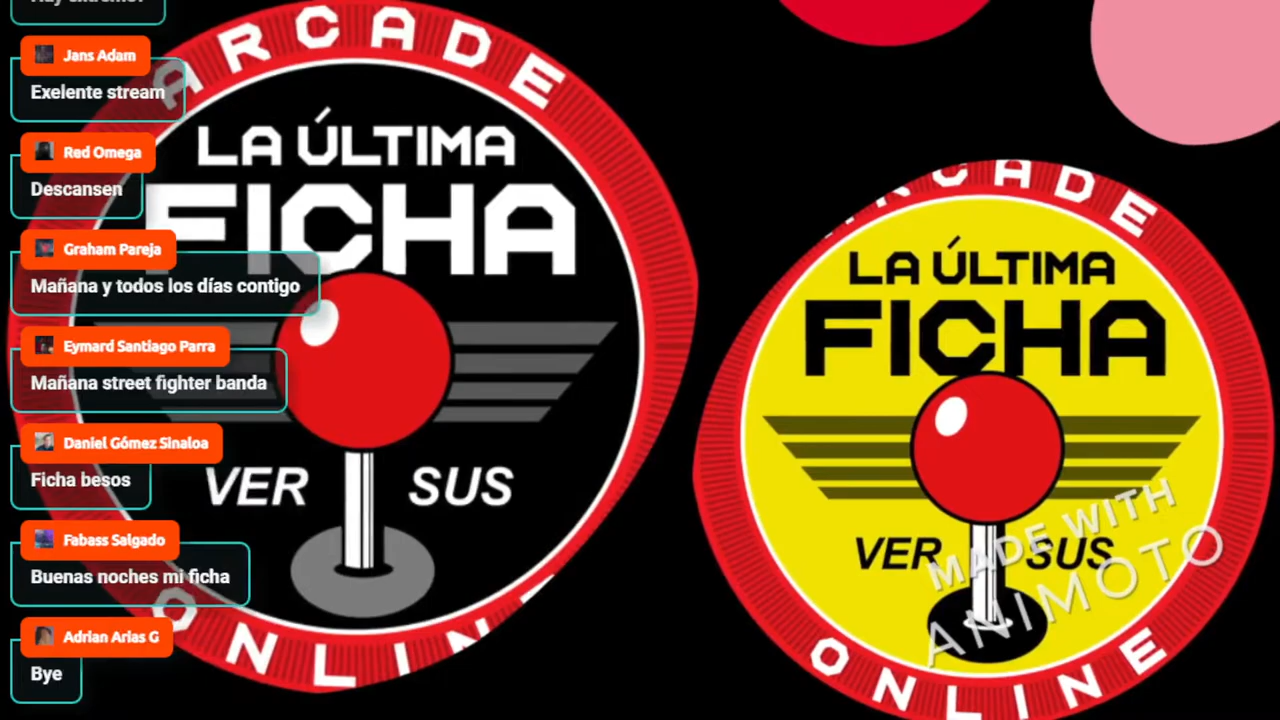 Jans Adam
Exelente stream
Red Omega
Descansen
Graham Pareja
Mañana y todos los días contigo
Eymard Santiago Parra
Mañana street fighter banda
Daniel Gómez Sinaloa
Ficha besos
Fabass Salgado
Buenas noches mi ficha
Adrian Arias G
Bye
ARCADE
LA ÚLTIMA
FICHA
VER SUS
ONLIN
ARCADE
LA ÚLTIMA
FICHA
VER SUS
ONLINE
MADE WITH
ANIMOTO